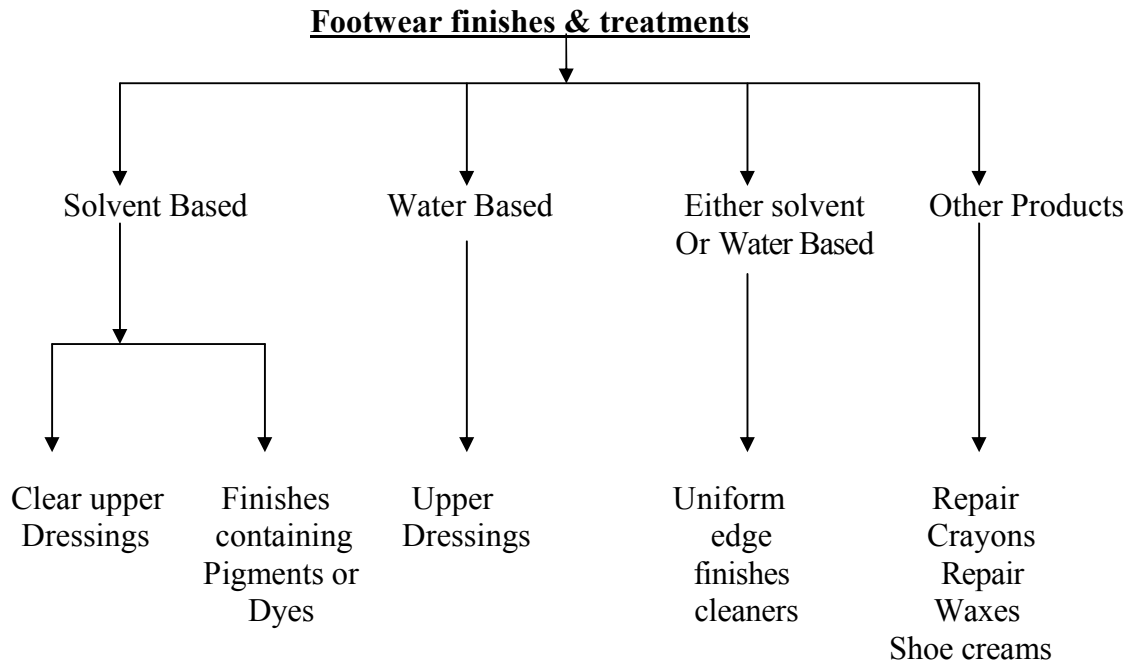 Footwear finishes & treatments
Solvent Based
Water Based
Either solvent
Or Water Based
Other Products
Clear upper
Dressings
Finishes
containing
Pigments or
Dyes
Upper
Dressings
Uniform
edge
finishes
cleaners
Repair
Crayons
Repair
Waxes
Shoe creams